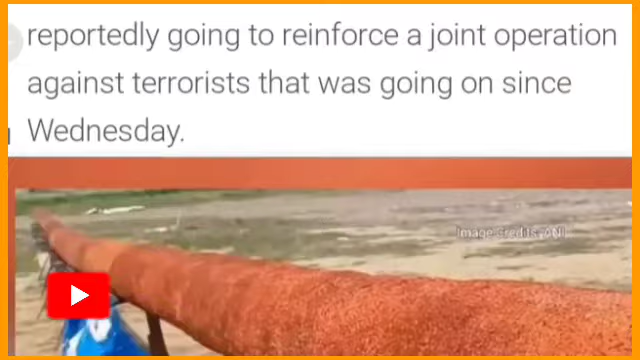 reportedly going to reinforce a joint operation
against terrorists that was going on since
Wednesday.
Image Credits: ANI